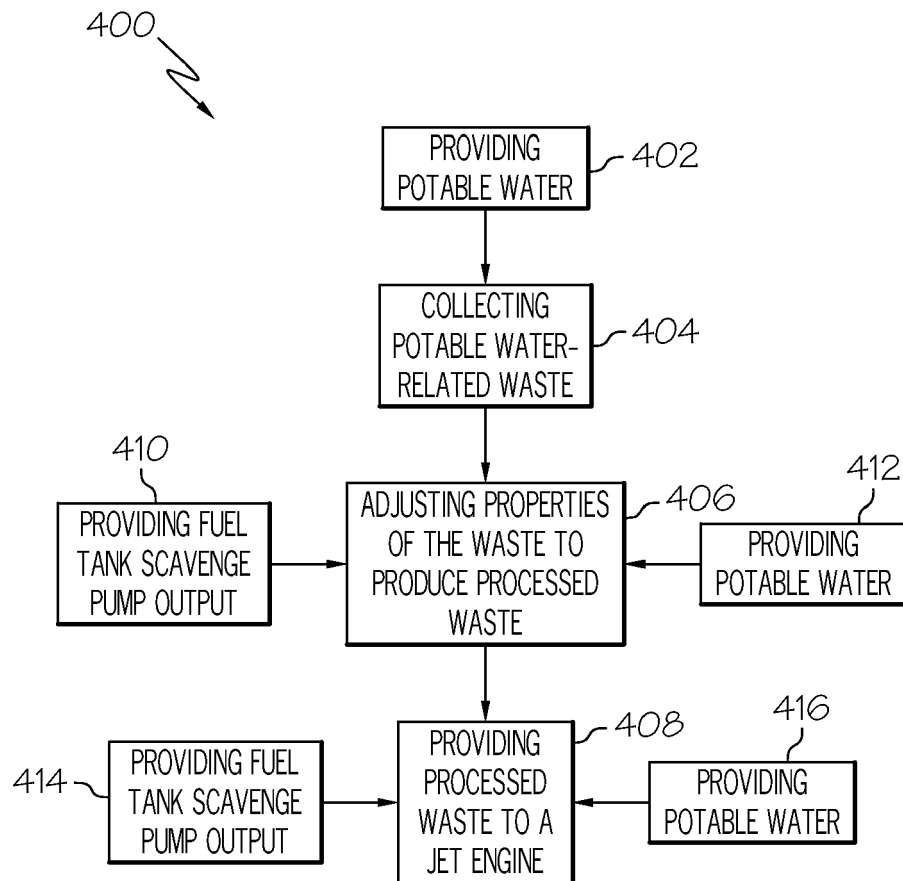 400
PROVIDING
POTABLE WATER
402
COLLECTING
POTABLE WATER-
RELATED WASTE
404
410
PROVIDING FUEL
TANK SCAVENGE
PUMP OUTPUT
ADJUSTING PROPERTIES
OF THE WASTE TO
PRODUCE PROCESSED
WASTE
406
412
PROVIDING
POTABLE WATER
414
PROVIDING FUEL
TANK SCAVENGE
PUMP OUTPUT
PROVIDING
PROCESSED
WASTE TO A
JET ENGINE
408
416
PROVIDING
POTABLE WATER